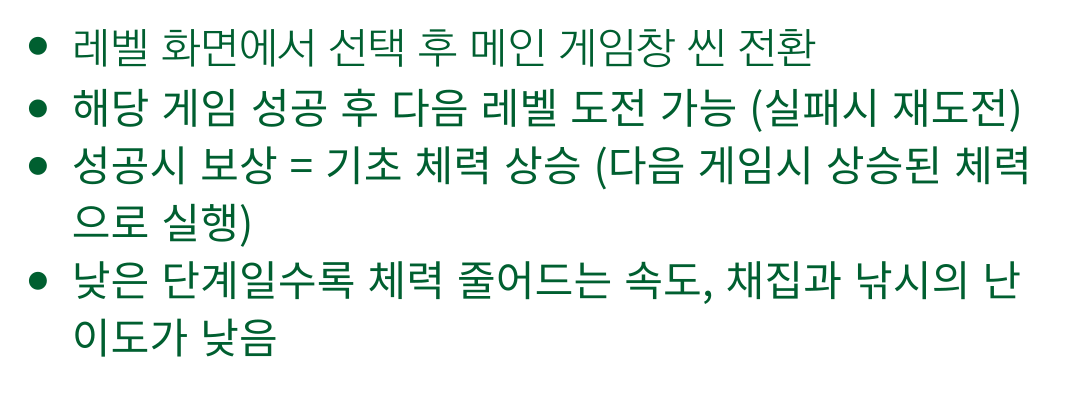 ● 레벨 화면에서 선택 후 메인 게임창 씬 전환
● 해당 게임 성공 후 다음 레벨 도전 가능 (실패시 재도전)
● 성공시 보상 = 기초 체력 상승 (다음 게임시 상승된 체력
으로 실행)
● 낮은 단계일수록 체력 줄어드는 속도, 채집과 낚시의 난
이도가 낮음